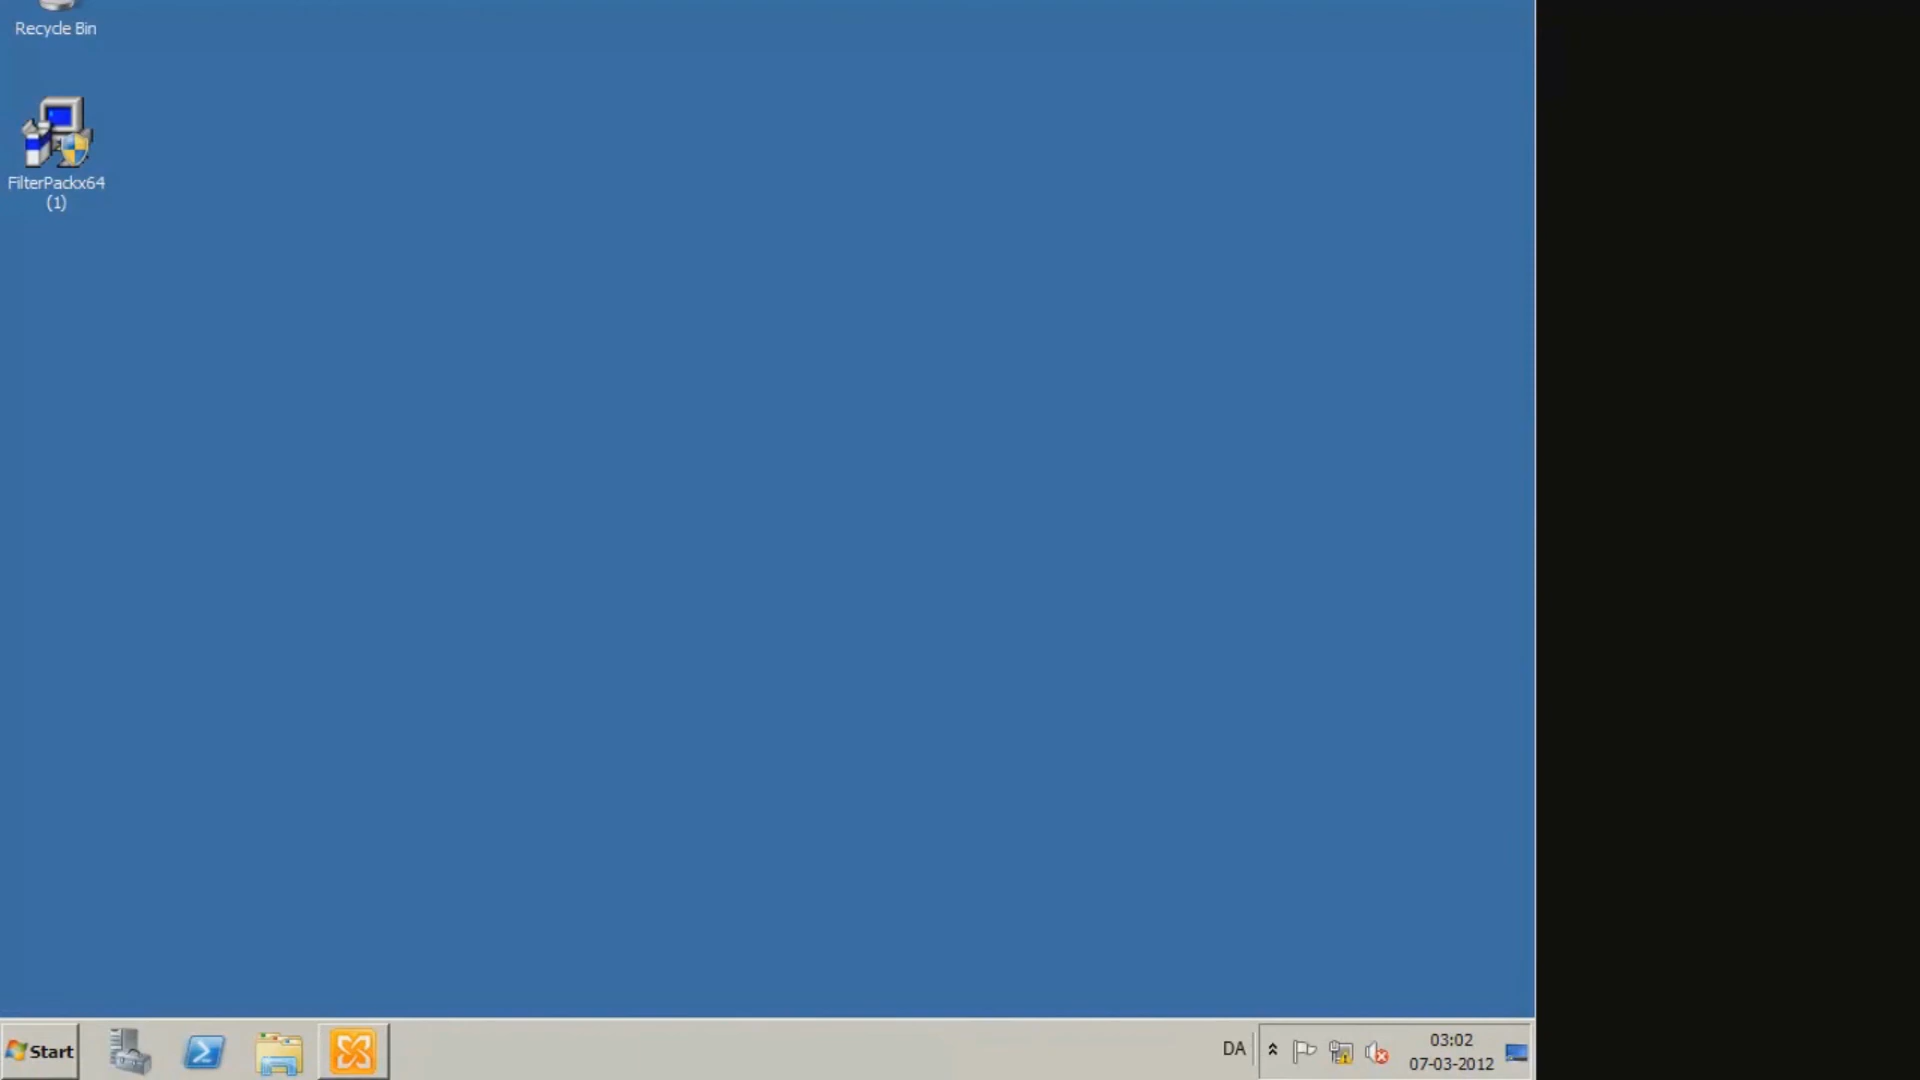 Recycle Bin
FilterPackx64
(1)
Start
DA
03:02
07-03-2012